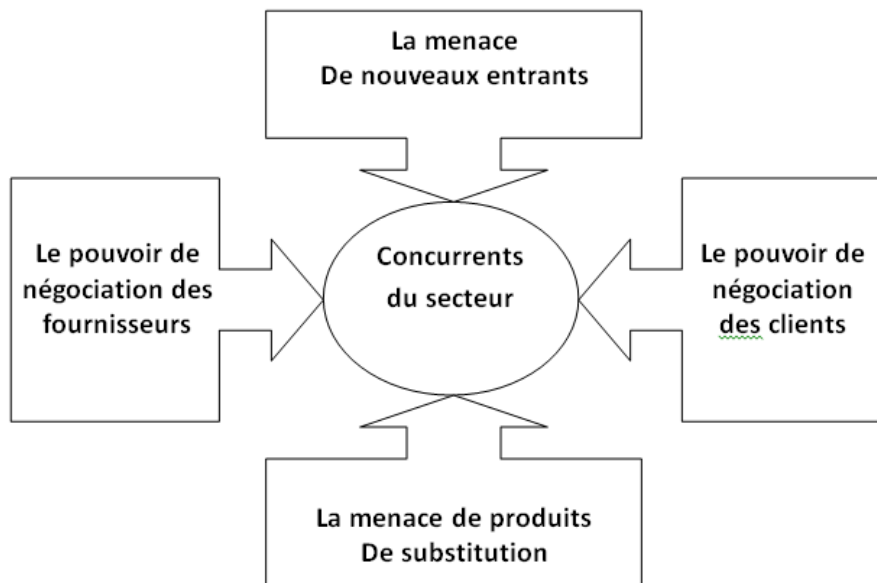 La menace
De nouveaux entrants
Le pouvoir de
négociation des
fournisseurs
Concurrents
du secteur
Le pouvoir de
négociation
des clients
La menace de produits
De substitution